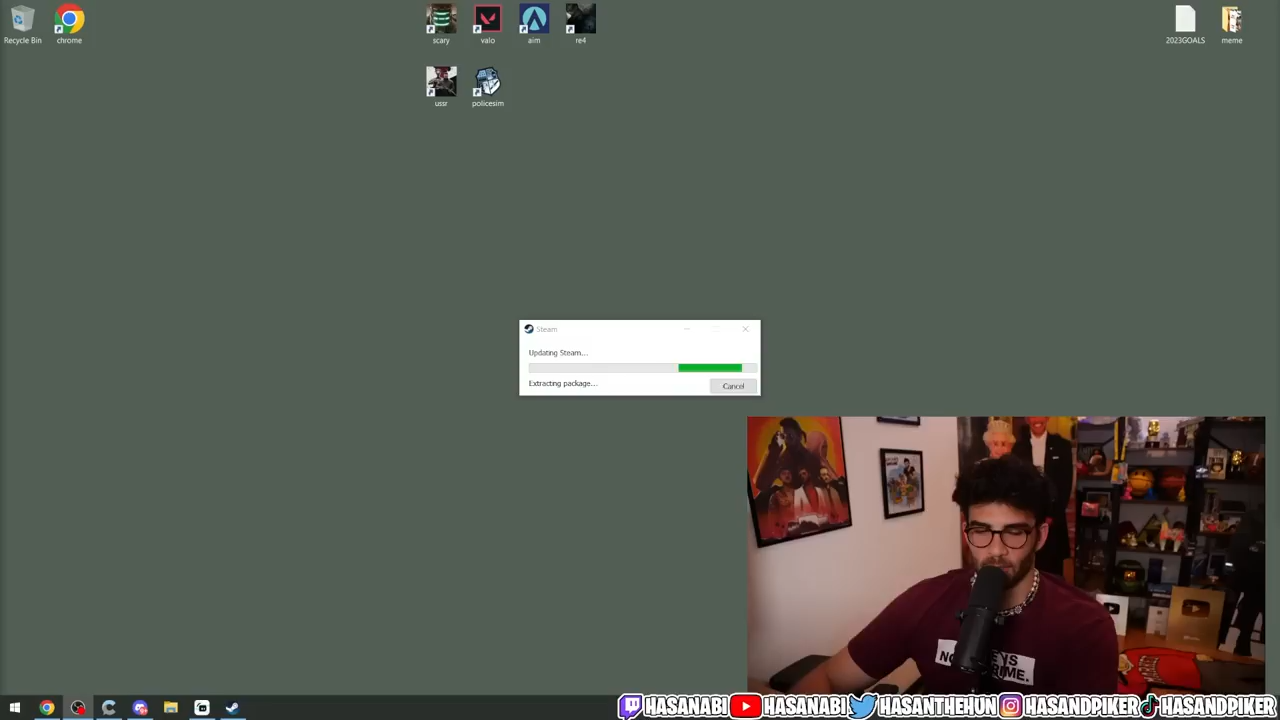 Recycle Bin
chrome
scary
valo
aim
re4
2023GOALS
meme
ussr
policesim
Steam
Updating Steam...
Extracting package...
Cancel
HASANABI HASANABI HASANTHEHUN HASANDPIKER HASANDPIKER